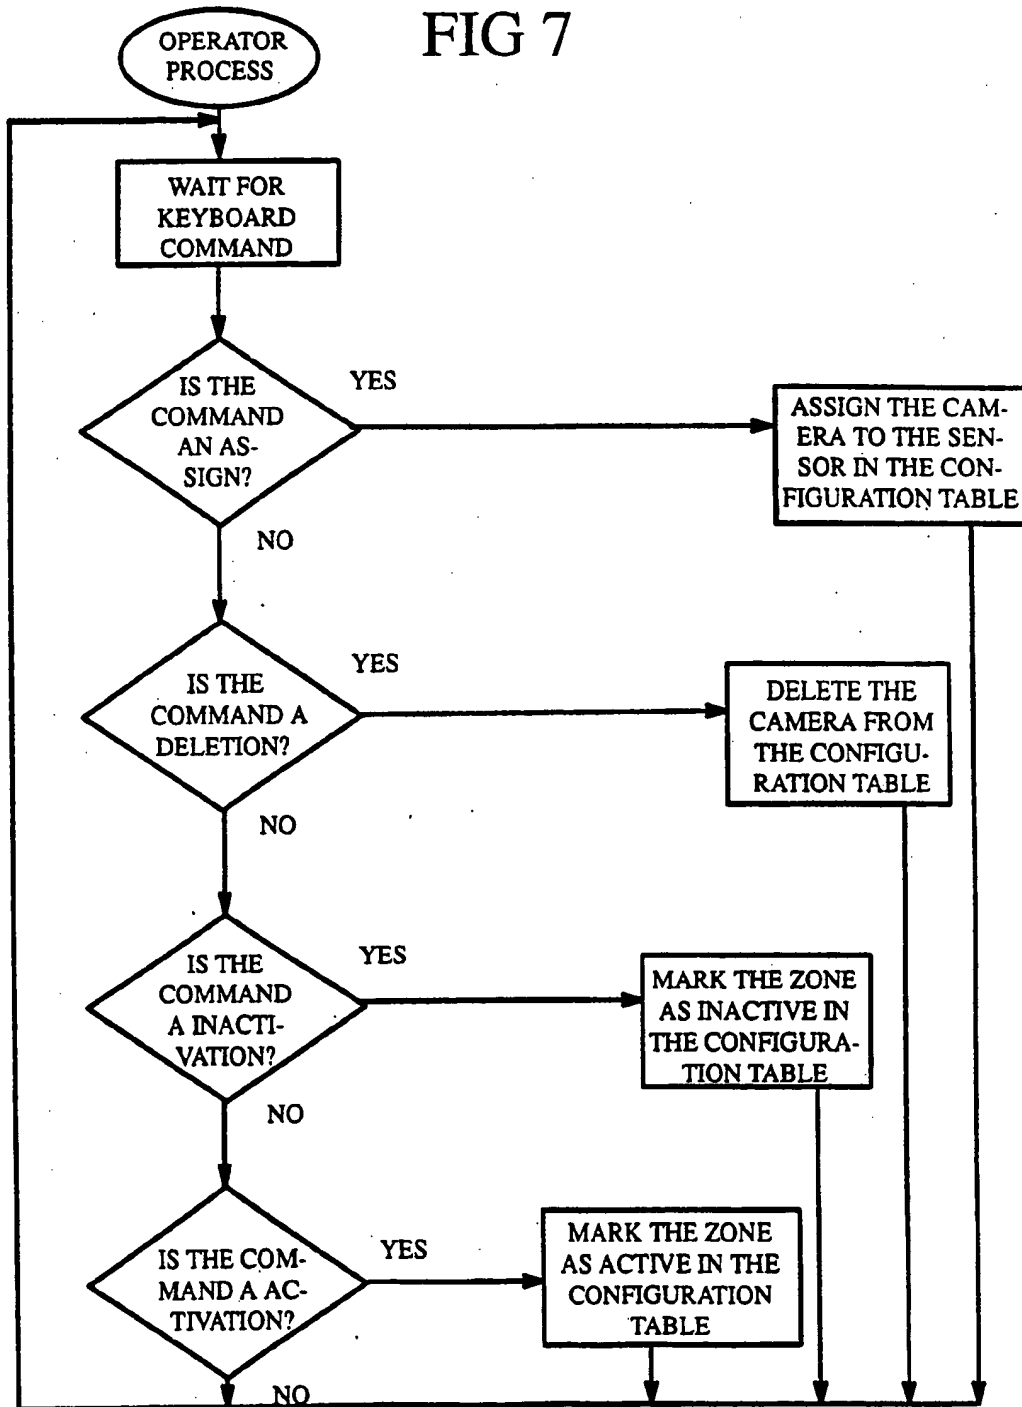 FIG 7
OPERATOR
PROCESS
WAIT FOR
KEYBOARD
COMMAND
IS THE
COMMAND
AN AS-
SIGN?
YES
ASSIGN THE CAM-
ERA TO THE SEN-
SOR IN THE CON-
FIGURATION TABLE
NO
IS THE
COMMAND A
DELETION?
YES
DELETE THE
CAMERA FROM
THE CONFIGU-
RATION TABLE
NO
IS THE
COMMAND
A INACTI-
VATION?
YES
MARK THE ZONE
AS INACTIVE IN
THE CONFIGURA-
TION TABLE
NO
IS THE COM-
MAND A AC-
TIVATION?
YES
MARK THE ZONE
AS ACTIVE IN THE
CONFIGURATION
TABLE
NO